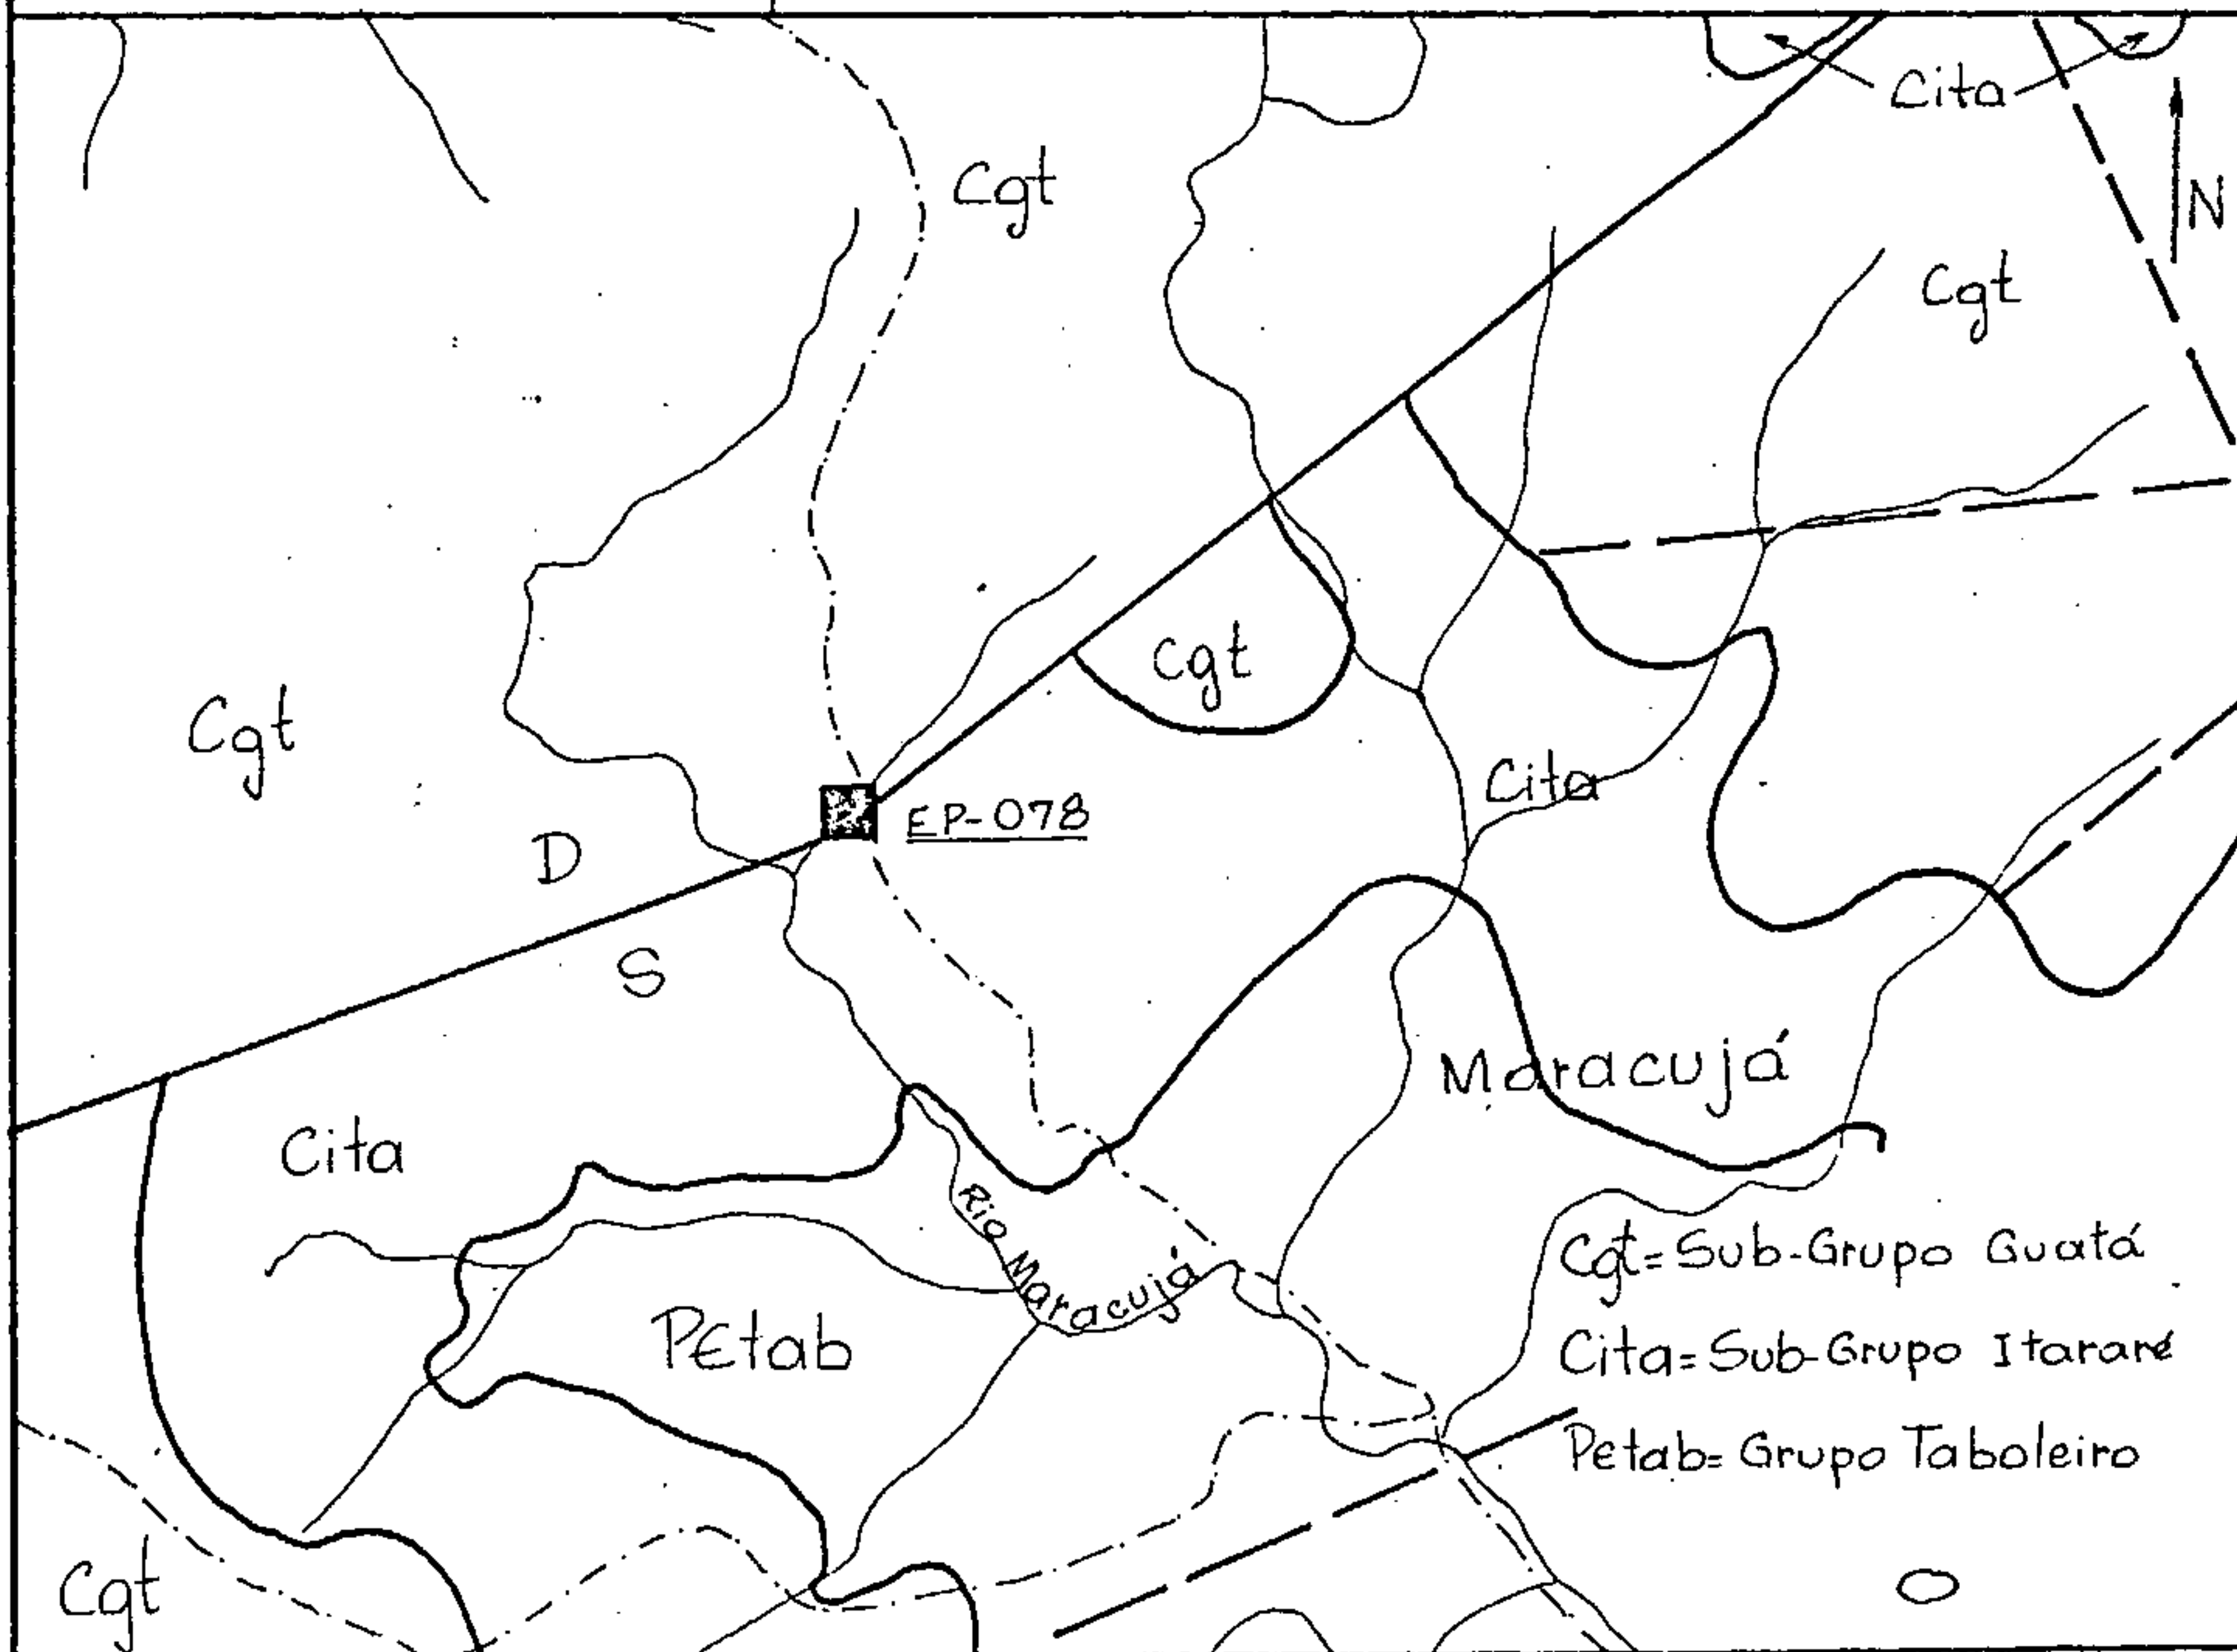 Cita
N
Cgt
Cgt
Cgt
Cgt
Cita
EP-078
D
S
Maracujá
Cita
Rio Maracujá
PEtab
Cgt
Cgt= Sub-Grupo Guatá
Cita= Sub-Grupo Itararé
Petab= Grupo Taboleiro